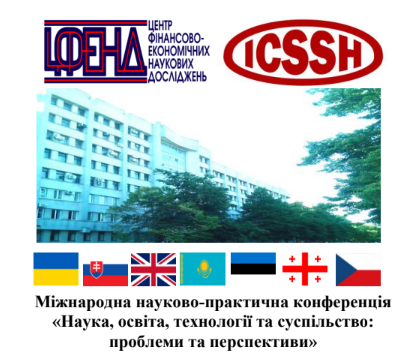 ЦФЕНД
ЦЕНТР
ФІНАНСОВО-
ЕКОНОМІЧНИХ
НАУКОВИХ
ДОСЛІДЖЕНЬ
ICSSH
Міжнародна науково-практична конференція
«Наука, освіта, технології та суспільство:
проблеми та перспективи»